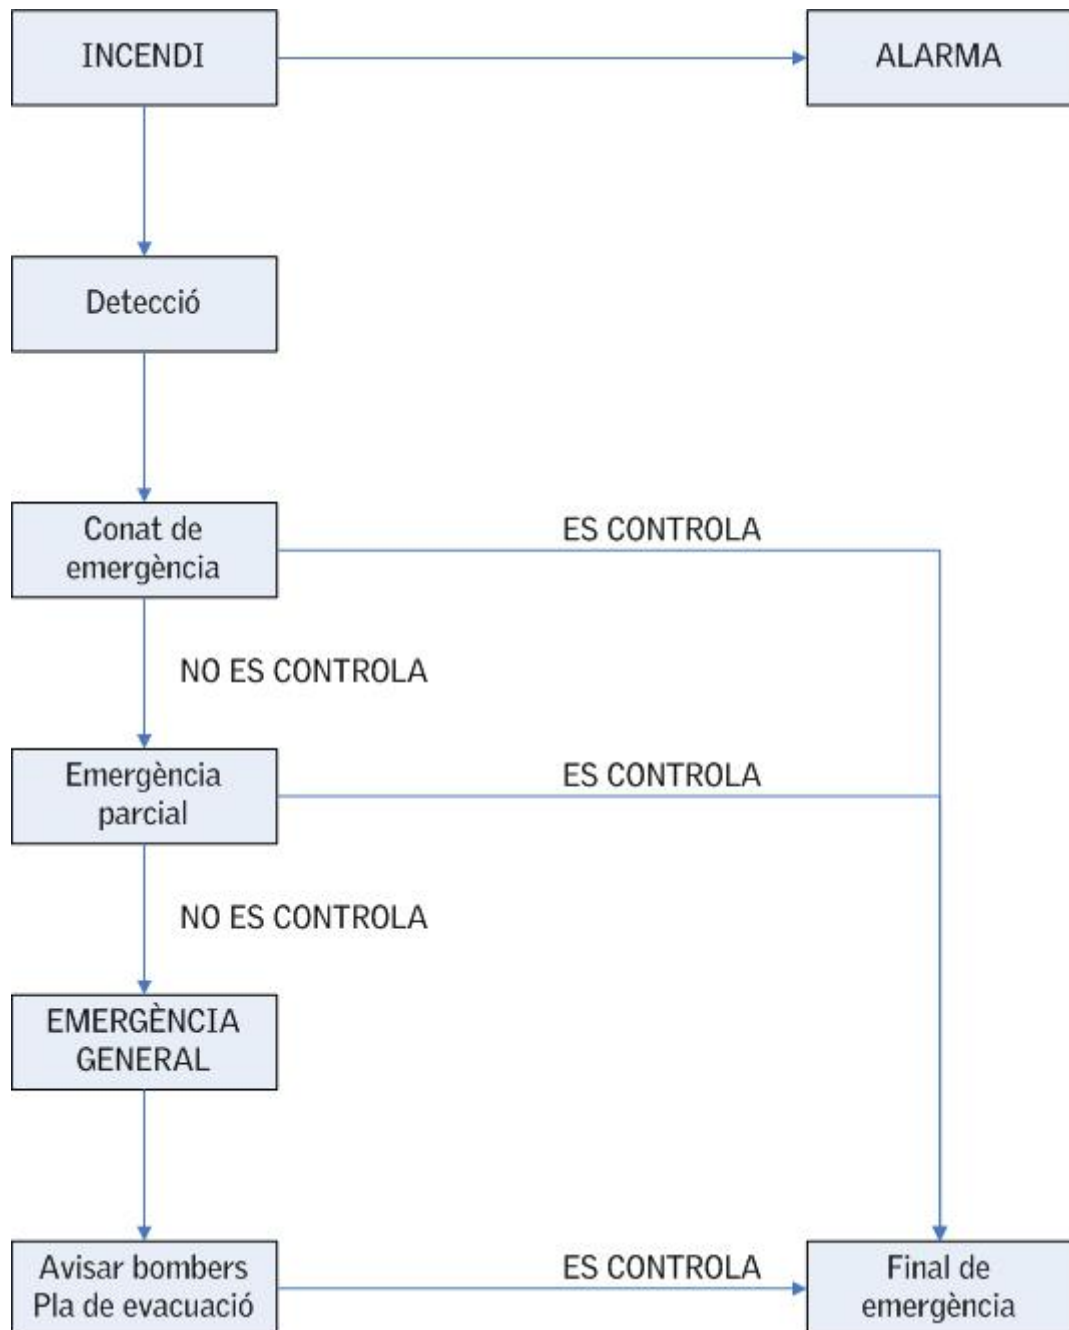 INCENDI
ALARMA
Detecció
Conat de
emergència
ES CONTROLA
NO ES CONTROLA
Emergència
parcial
ES CONTROLA
NO ES CONTROLA
EMERGÈNCIA
GENERAL
Avisar bombers
Pla de evacuació
ES CONTROLA
Final de
emergència